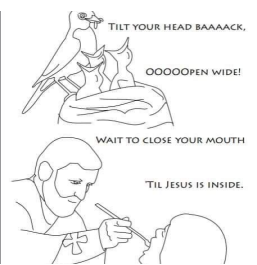 Tilt your head baaaack,
OOOOOpen wide!
Wait to close your mouth
'Til Jesus is inside.